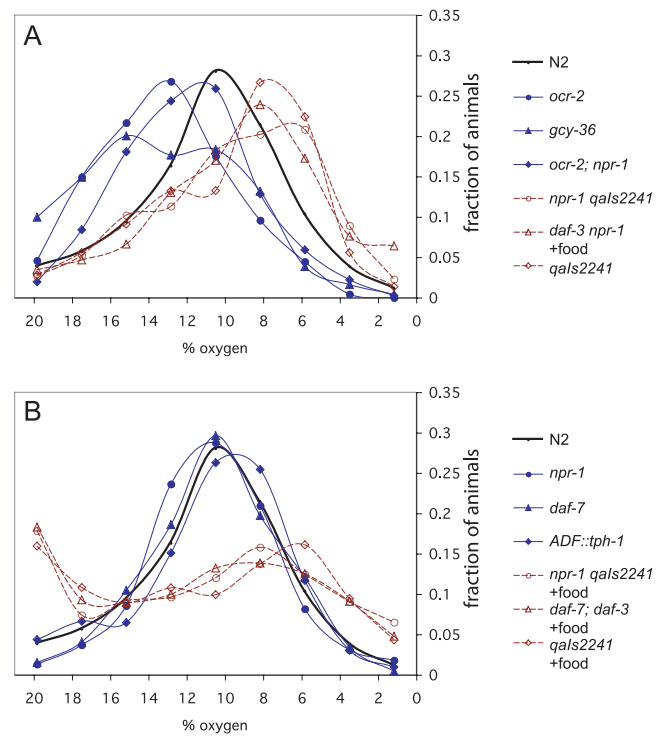 A
0.35
0.3
0.25
0.2
0.15
0.1
0.05
0
fraction of animals
20 18 16 14 12 10 8 6 4 2 0
% oxygen
N2
ocr-2
gcy-36
ocr-2; npr-1
npr-1 qaIs2241
daf-3 npr-1
+food
qaIs2241
B
0.35
0.3
0.25
0.2
0.15
0.1
0.05
0
fraction of animals
20 18 16 14 12 10 8 6 4 2 0
% oxygen
N2
npr-1
daf-7
ADF::tph-1
npr-1 qaIs2241
+food
daf-7; daf-3
+food
qaIs2241
+food